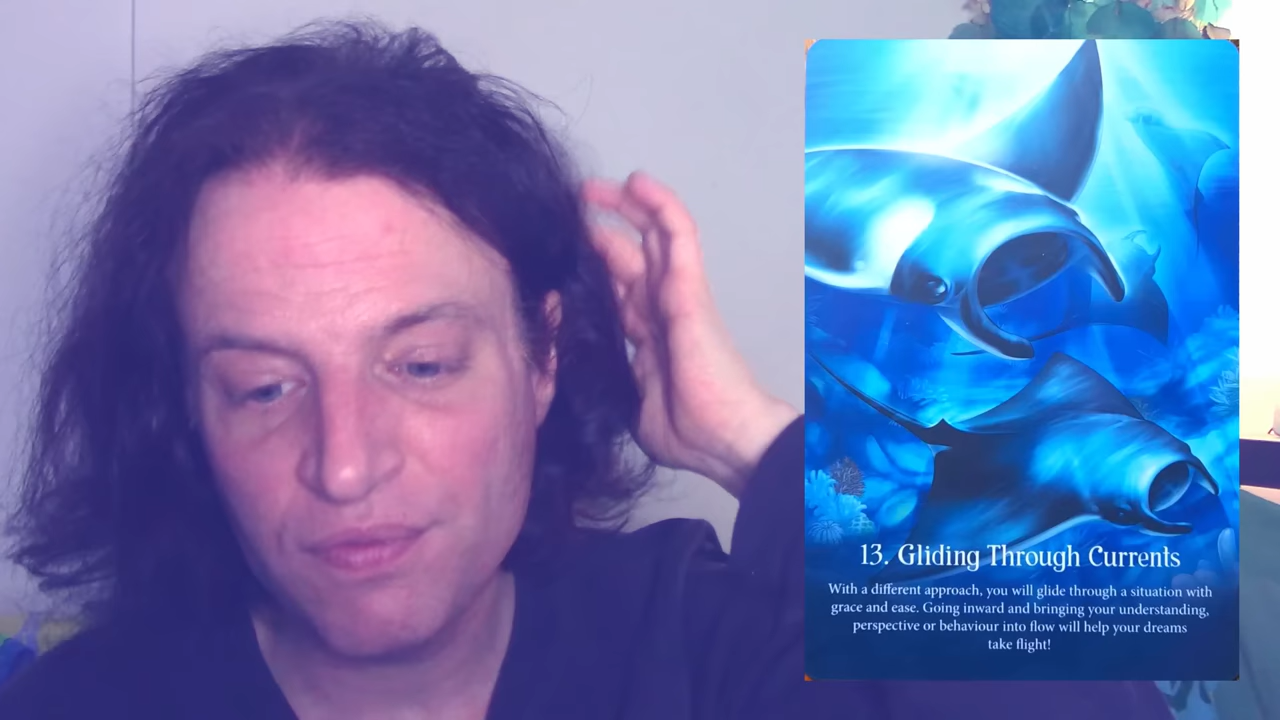 13. Gliding Through Currents
With a different approach, you will glide through a situation with
grace and ease. Going inward and bringing your understanding,
perspective or behaviour into flow will help your dreams
take flight!